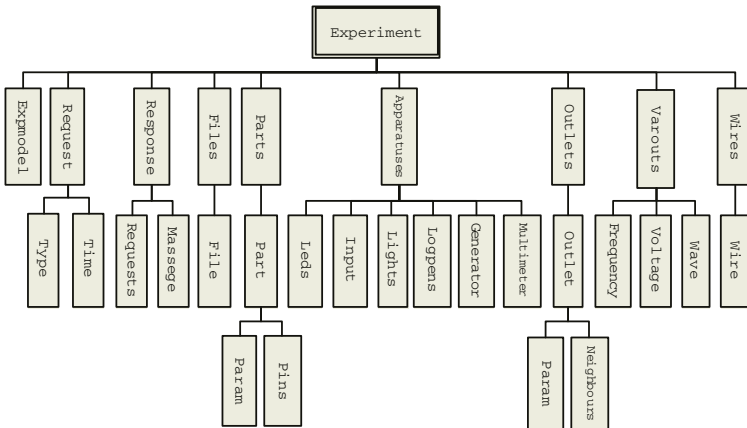 Experiment
Expmodel
Request
Response
Files
Parts
Apparatuses
Outlets
Varouts
Wires
Type
Time
Requests
Massege
File
Part
Leds
Input
Lights
Logpens
Generator
Multimeter
Outlet
Frequency
Voltage
Wave
Wire
Param
Pins
Param
Neighbours